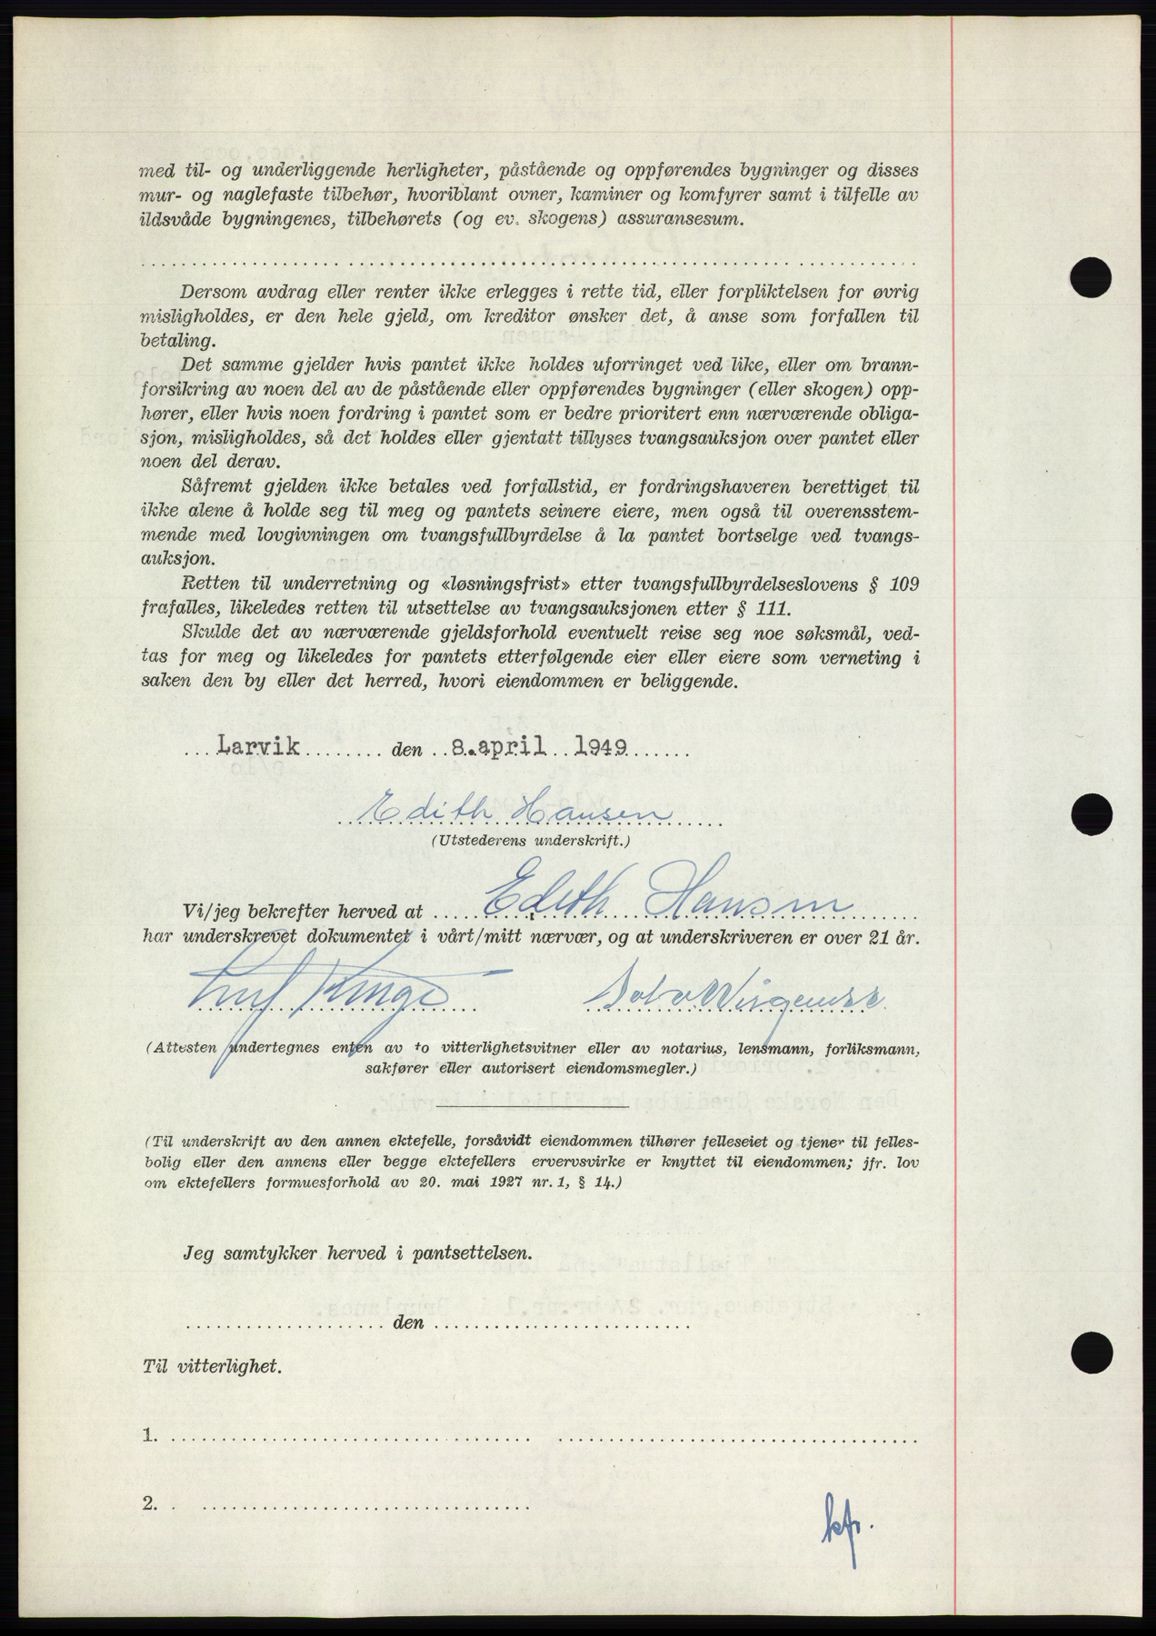 med til- og underliggende herligheter, påstående og oppførendes bygninger og disses
mur- og naglefaste tilbehør, hvoriblant ovner, kaminer og komfyrer samt i tilfelle av
ildsvåde bygningenes, tilbehørets (og ev. skogens) assuransesum.
Dersom avdrag eller renter ikke erlegges i rette tid, eller forpliktelsen for øvrig
misligholdes, er den hele gjeld, om kreditor ønsker det, å anse som forfallen til
betaling.
Det samme gjelder hvis pantet ikke holdes uforringet ved like, eller om brann-
forsikring av noen del av de påstående eller oppførendes bygninger (eller skogen) opp-
hører, eller hvis noen fordring i pantet som er bedre prioritert enn nærværende obliga-
sjon, misligholdes, så det holdes eller gjentatt tillyses tvangsauksjon over pantet eller
noen del derav.
Såfremt gjelden ikke betales ved forfallstid, er fordringshaveren berettiget til
ikke alene å holde seg til meg og pantets seinere eiere, men også til overensstem-
mende med lovgivningen om tvangsfullbyrdelse å la pantet bortselge ved tvangs-
auksjon.
Retten til underretning og «løsningsfrist» etter tvangsfullbyrdelseslovens § 109
frafalles, likeledes retten til utsettelse av tvangsauksjonen etter § 111.
Skulde det av nærværende gjeldsforhold eventuelt reise seg noe søksmål, ved-
tas for meg og likeledes for pantets etterfølgende eier eller eiere som verneting i
saken den by eller det herred, hvori eiendommen er beliggende.
Larvik den 8. april 1949
Edith Hansen
(Utstederens underskrift.)
Vi/jeg bekrefter herved at Edith Hansen
har underskrevet dokumentet i vårt/mitt nærvær, og at underskriveren er over 21 år.
(Attesten undertegnes enten av to vitterlighetsvitner eller av notarius, lensmann, forliksmann,
sakfører eller autorisert eiendomsmegler.)
(Til underskrift av den annen ektefelle, forsåvidt eiendommen tilhører felleseiet og tjener til felles-
bolig eller den annens eller begge ektefellers ervervsvirke er knyttet til eiendommen; jfr. lov
om ektefellers formuesforhold av 20. mai 1927 nr. 1, § 14.)
Jeg samtykker herved i pantsettelsen.
den
Til vitterlighet.
1.
2.